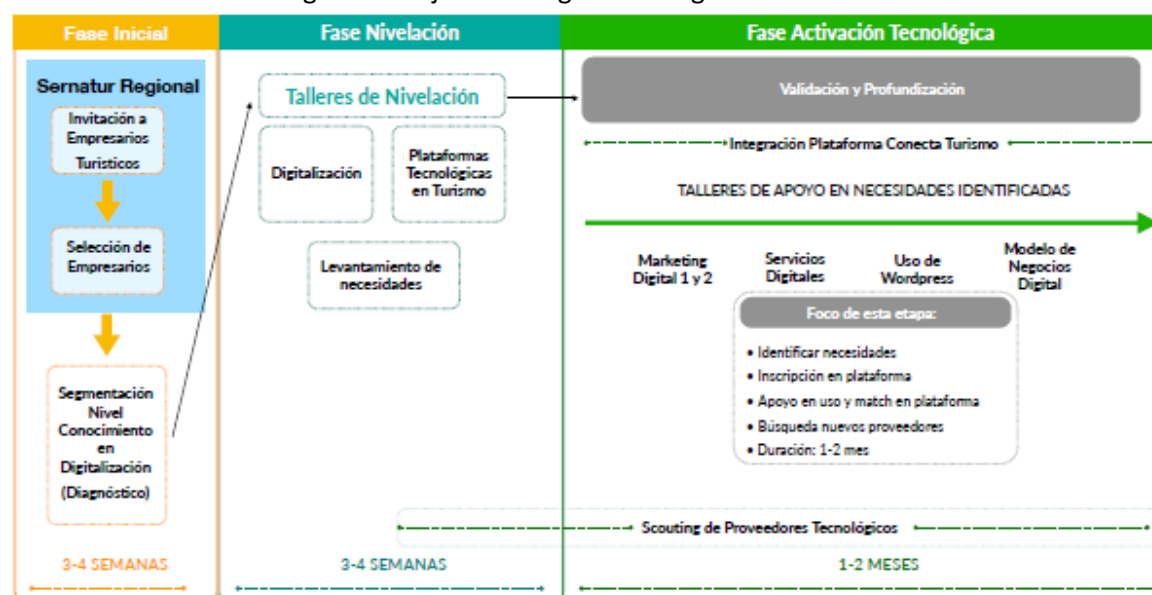 Fase Inicial
Fase Nivelación
Fase Activación Tecnológica
Sernatur Regional
Invitación a
Empresarios
Turísticos
Selección de
Empresarios
Segmentación
Nivel
Conocimiento
en
Digitalización
(Diagnóstico)
3-4 SEMANAS
Talleres de Nivelación
Digitalización
Plataformas
Tecnológicas
en Turismo
Levantamiento de
necesidades
3-4 SEMANAS
Validación y Profundización
Integración Plataforma Conecta Turismo
TALLERES DE APOYO EN NECESIDADES IDENTIFICADAS
Marketing
Digital 1 y 2
Servicios
Digitales
Uso de
Wordpress
Modelo de
Negocios
Digital
Foco de esta etapa:
• Identificar necesidades
• Inscripción en plataforma
• Apoyo en uso y match en plataforma
• Búsqueda nuevos proveedores
• Duración: 1-2 mes
Scouting de Proveedores Tecnológicos
1-2 MESES